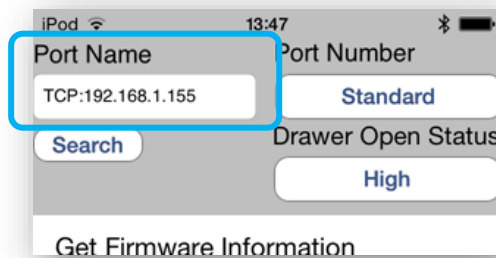 iPod 13:47
Port Name Port Number
TCP:192.168.1.155 Standard
Search Drawer Open Status
High
Get Firmware Information